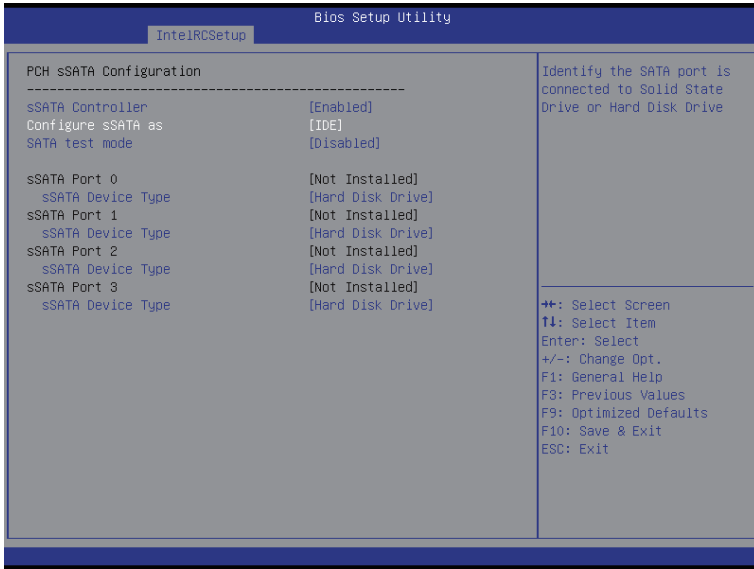 Bios Setup Utility
IntelRCSetup
PCH sSATA Configuration
--------------------------------------------------
sSATA Controller [Enabled]
Configure sSATA as [IDE]
SATA test mode [Disabled]
sSATA Port 0 [Not Installed]
sSATA Device Type [Hard Disk Drive]
sSATA Port 1 [Not Installed]
sSATA Device Type [Hard Disk Drive]
sSATA Port 2 [Not Installed]
sSATA Device Type [Hard Disk Drive]
sSATA Port 3 [Not Installed]
sSATA Device Type [Hard Disk Drive]
Identify the SATA port is
connected to Solid State
Drive or Hard Disk Drive
→←: Select Screen
↑↓: Select Item
Enter: Select
+/-: Change Opt.
F1: General Help
F3: Previous Values
F9: Optimized Defaults
F10: Save & Exit
ESC: Exit